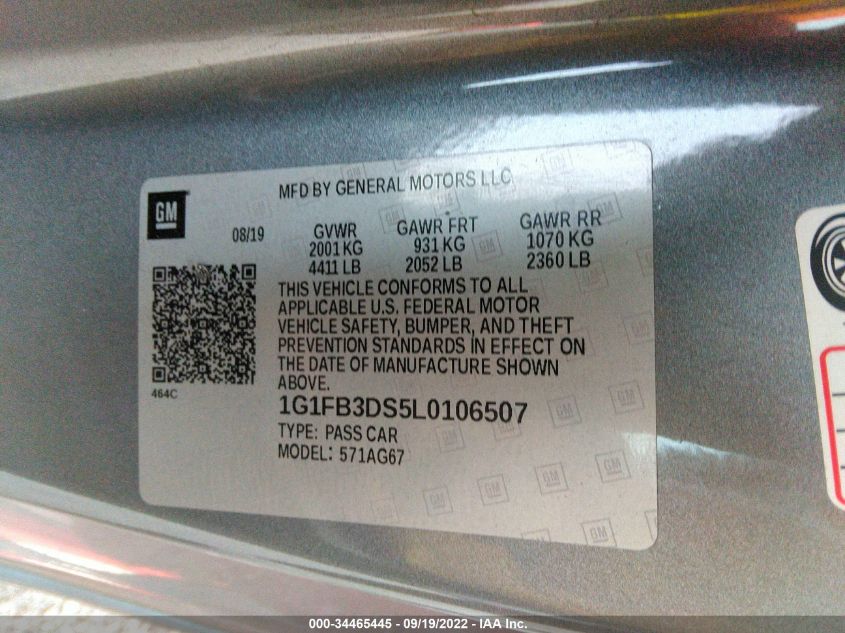 MFD BY GENERAL MOTORS LLC
GM
08/19 GVWR GAWR FRT GAWR RR
2001 KG 931 KG 1070 KG
4411 LB 2052 LB 2360 LB
THIS VEHICLE CONFORMS TO ALL
APPLICABLE U.S. FEDERAL MOTOR
VEHICLE SAFETY, BUMPER, AND THEFT
PREVENTION STANDARDS IN EFFECT ON
THE DATE OF MANUFACTURE SHOWN
ABOVE.
464C
1G1FB3DS5L0106507
TYPE: PASS CAR
MODEL: 571AG67
000-34465445 - 09/19/2022 - IAA Inc.